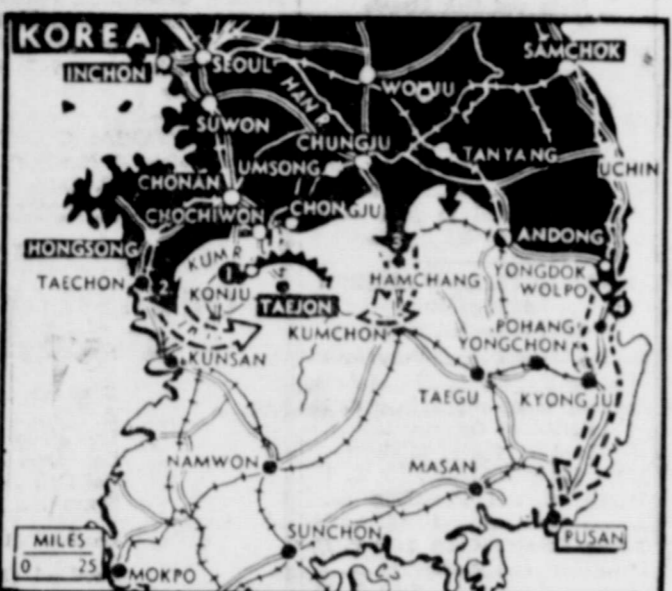 KOREA
INCHON
SEOUL
SAMCHOK
HAN R.
WONJU
SUWON
CHUNGJU
UMSONG
TANYANG
UCHIN
CHONAN
CHOCHIWON
CHONGJU
HONGSONG
ANDONG
KUM R.
3
TAECHON
2
1
KONJU
HAMCHANG
YONGDOK
WOLPO
TAEJON
KUMCHON
POHANG
YONGCHON
KUNSAN
TAEGU
KYONGJU
NAMWON
MASAN
SUNCHON
PUSAN
MILES
0 25
MOKPO